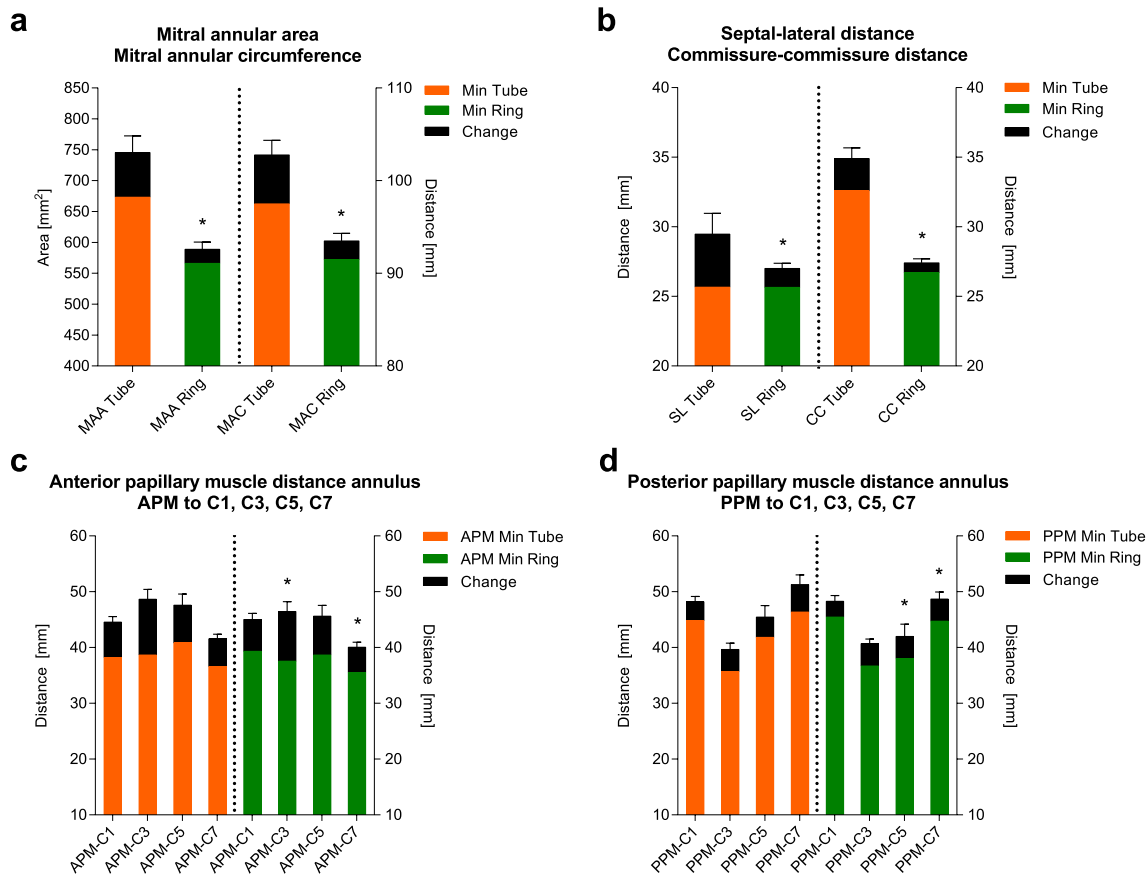 a
Mitral annular area
Mitral annular circumference
Min Tube
Min Ring
Change
850
800
750
700
650
600
550
500
450
400
Area [mm²]
110
100
90
80
Distance [mm]
*
*
MAA Tube
MAA Ring
MAC Tube
MAC Ring
b
Septal-lateral distance
Commissure-commissure distance
Min Tube
Min Ring
Change
40
35
30
25
20
Distance [mm]
40
35
30
25
20
Distance [mm]
*
*
SL Tube
SL Ring
CC Tube
CC Ring
c
Anterior papillary muscle distance annulus
APM to C1, C3, C5, C7
APM Min Tube
APM Min Ring
Change
60
50
40
30
20
10
Distance [mm]
60
50
40
30
20
10
Distance [mm]
*
*
APM-C1
APM-C3
APM-C5
APM-C7
APM-C1
APM-C3
APM-C5
APM-C7
d
Posterior papillary muscle distance annulus
PPM to C1, C3, C5, C7
PPM Min Tube
PPM Min Ring
Change
60
50
40
30
20
10
Distance [mm]
60
50
40
30
20
10
Distance [mm]
*
*
PPM-C1
PPM-C3
PPM-C5
PPM-C7
PPM-C1
PPM-C3
PPM-C5
PPM-C7